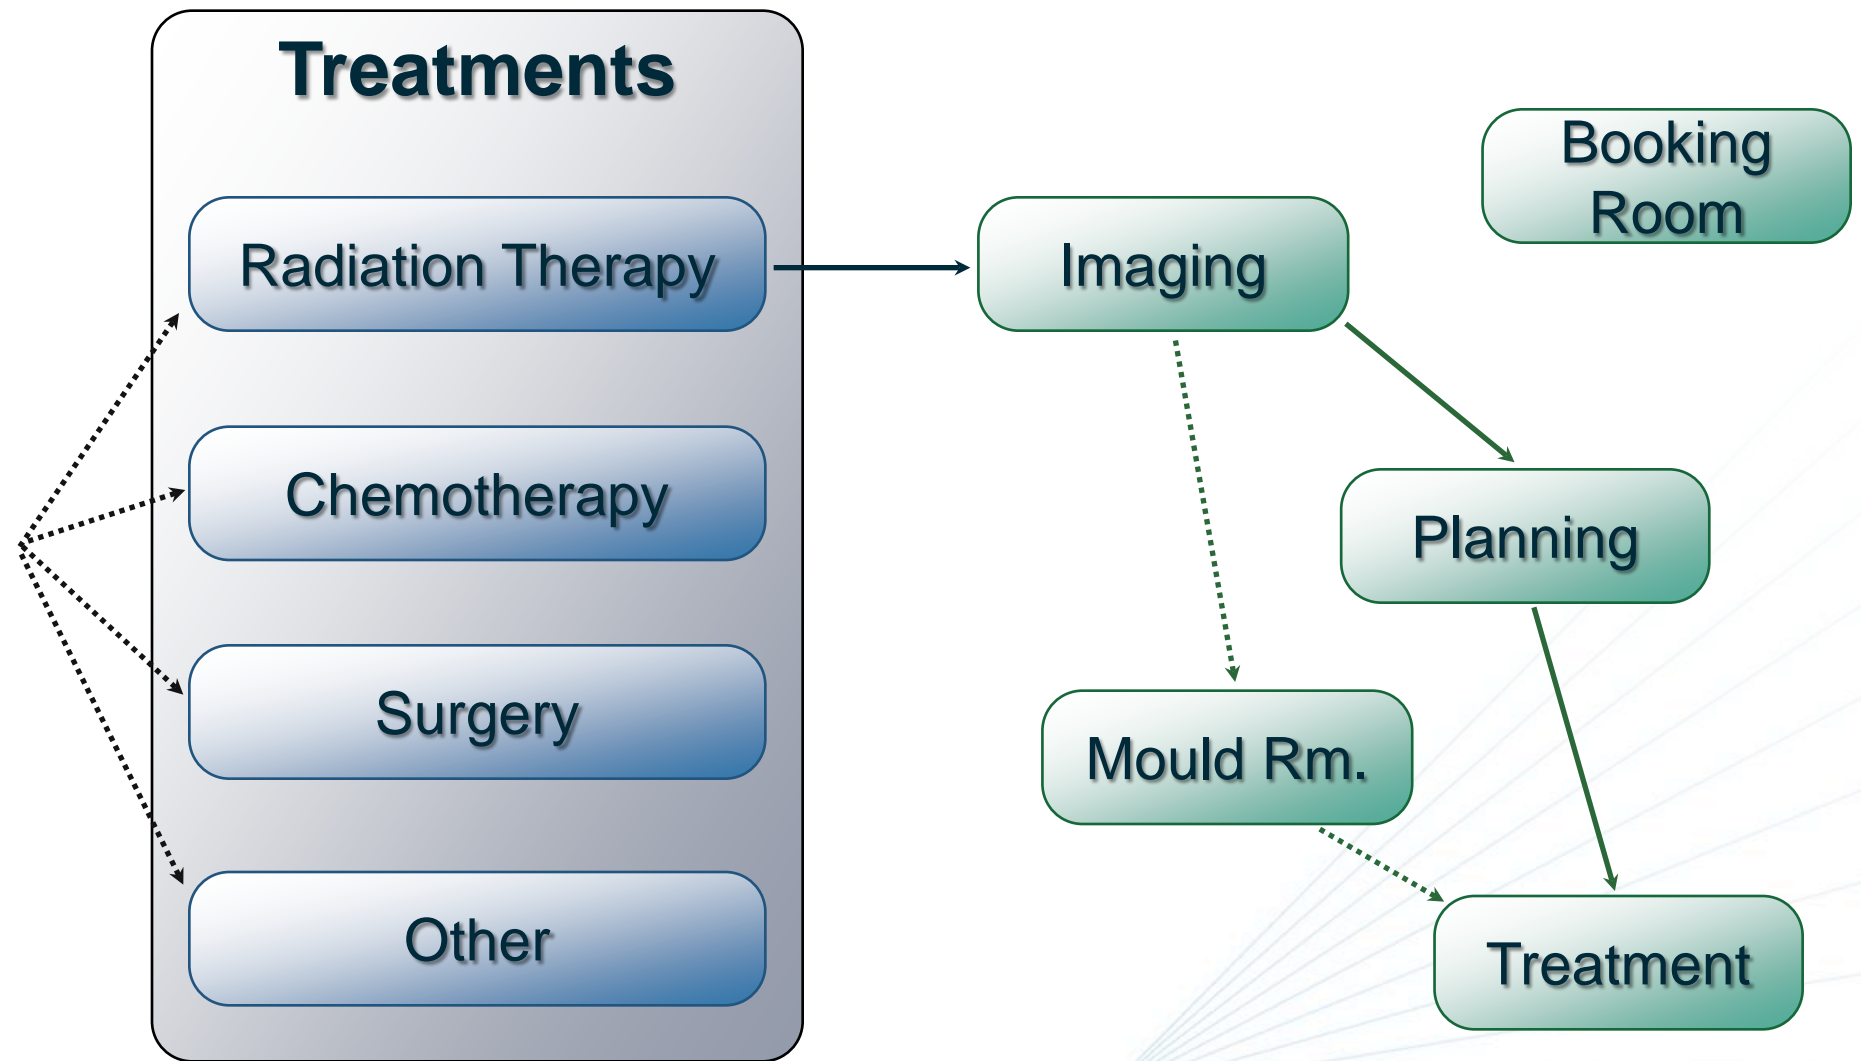 Treatments
Radiation Therapy
Chemotherapy
Surgery
Other
Imaging
Booking
Room
Planning
Mould Rm.
Treatment